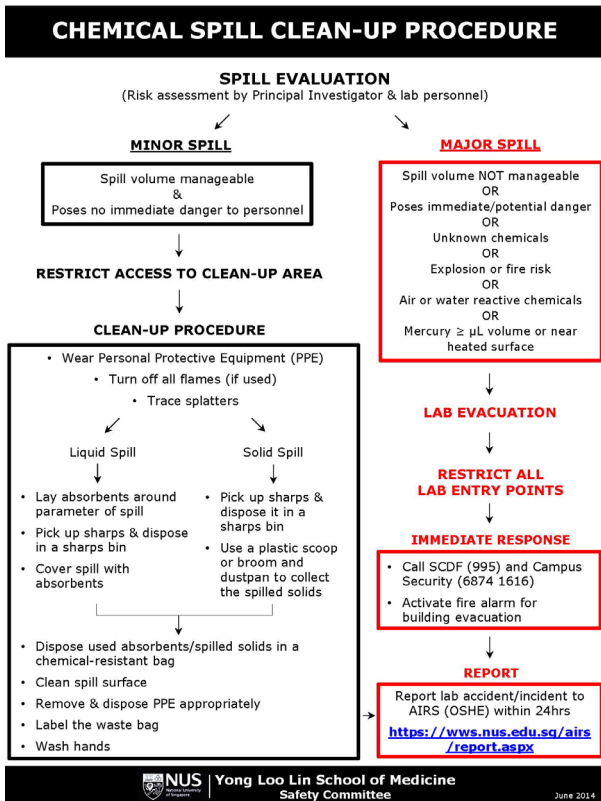 CHEMICAL SPILL CLEAN-UP PROCEDURE
SPILL EVALUATION
(Risk assessment by Principal Investigator & lab personnel)
MINOR SPILL
Spill volume manageable
&
Poses no immediate danger to personnel
RESTRICT ACCESS TO CLEAN-UP AREA
CLEAN-UP PROCEDURE
• Wear Personal Protective Equipment (PPE)
• Turn off all flames (if used)
• Trace splatters
Liquid Spill
• Lay absorbents around
parameter of spill
• Pick up sharps & dispose
in a sharps bin
• Cover spill with
absorbents
Solid Spill
• Pick up sharps &
dispose it in a
sharps bin
• Use a plastic scoop
or broom and
dustpan to collect
the spilled solids
• Dispose used absorbents/spilled solids in a
chemical-resistant bag
• Clean spill surface
• Remove & dispose PPE appropriately
• Label the waste bag
• Wash hands
MAJOR SPILL
Spill volume NOT manageable
OR
Poses immediate/potential danger
OR
Unknown chemicals
OR
Explosion or fire risk
OR
Air or water reactive chemicals
OR
Mercury ≥ µL volume or near
heated surface
LAB EVACUATION
RESTRICT ALL
LAB ENTRY POINTS
IMMEDIATE RESPONSE
• Call SCDF (995) and Campus
Security (6874 1616)
• Activate fire alarm for
building evacuation
REPORT
Report lab accident/incident to
AIRS (OSHE) within 24hrs
https://wws.nus.edu.sg/airs
/report.aspx
NUS
National University
of Singapore
Yong Loo Lin School of Medicine
Safety Committee
June 2014